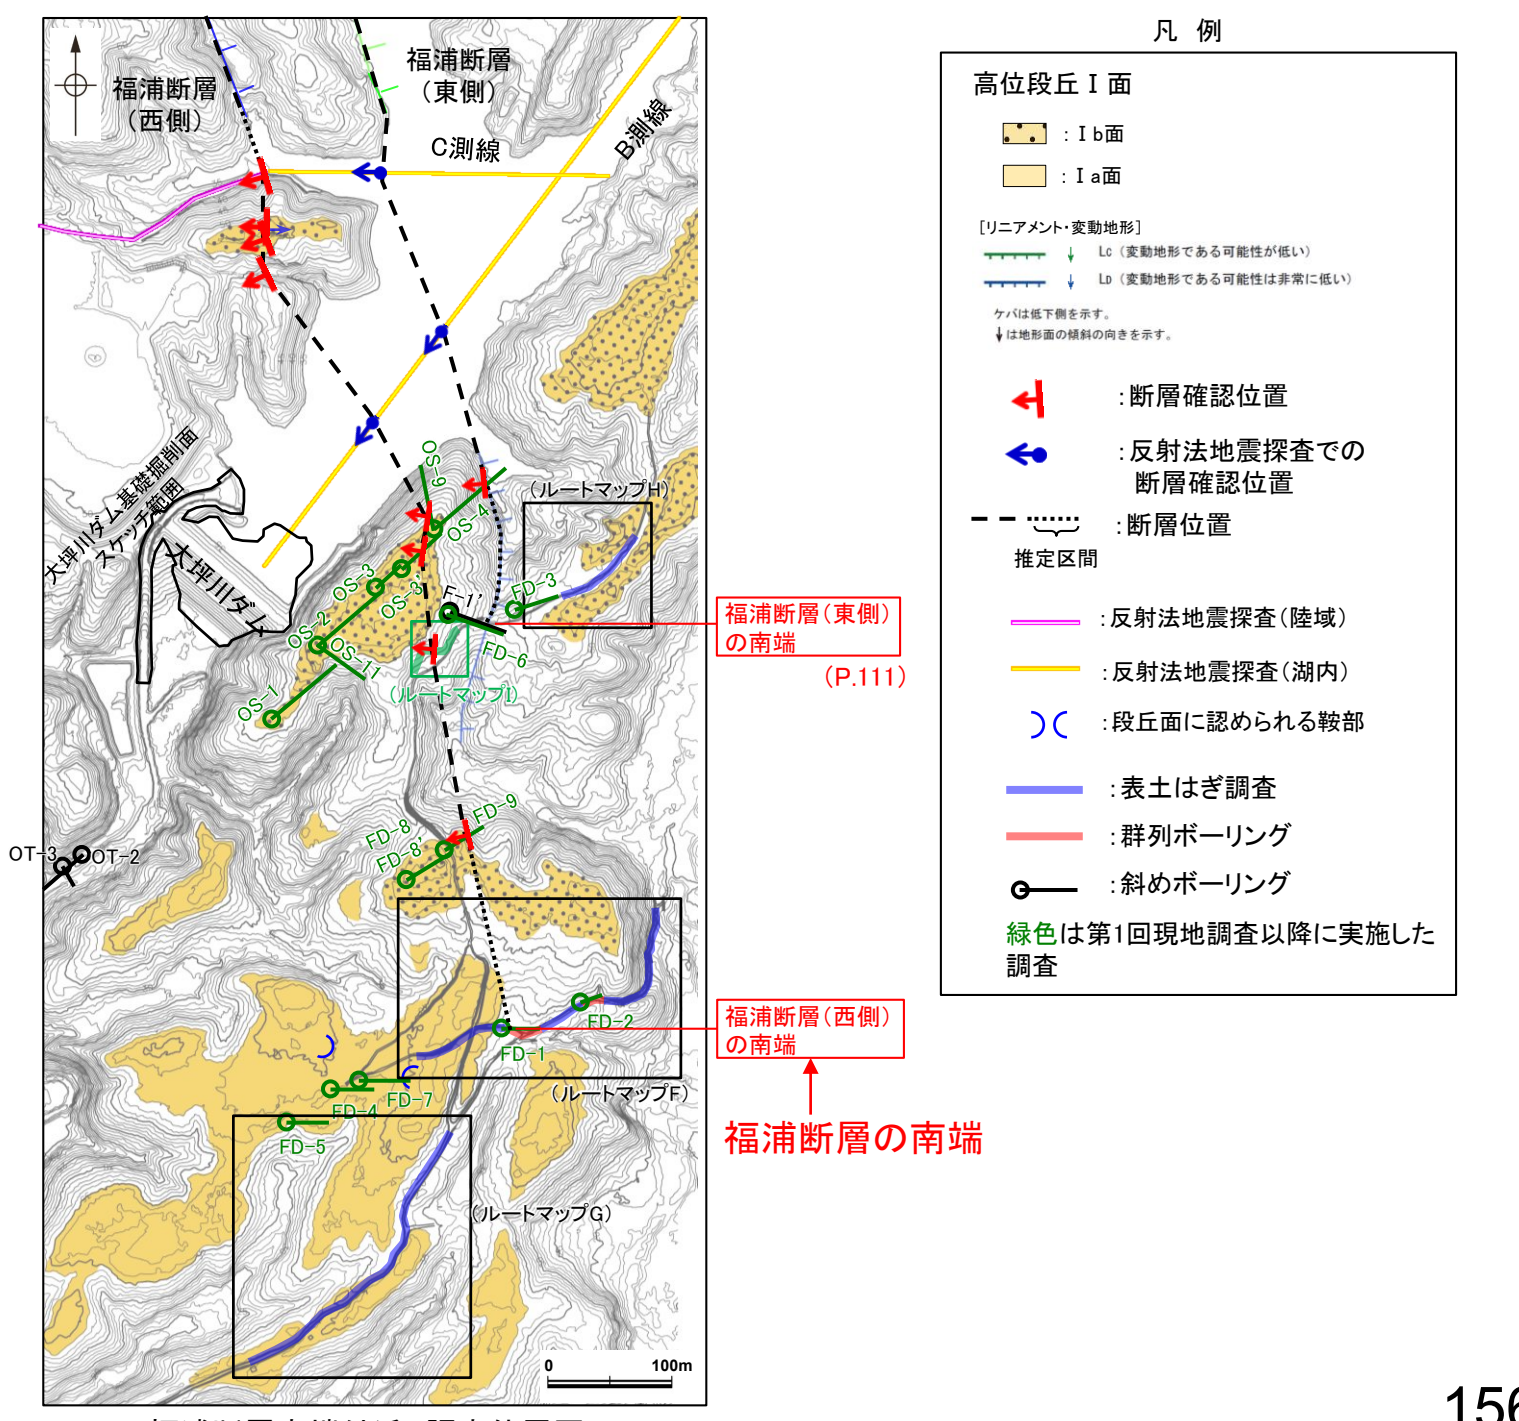 福浦断層
(西側)
福浦断層
(東側)
C測線
B測線
大坪川ダム基礎掘削面
スケッチ範囲
大坪川ダム
OS-9
OS-4
OS-3
OS-3'
OS-2
OS-11
OS-1
F-1'
FD-3
FD-6
(ルートマップH)
(ルートマップI)
福浦断層(東側)
の南端
(P.111)
FD-9
FD-8
FD-8'
OT-3
OT-2
FD-2
FD-1
福浦断層(西側)
の南端
福浦断層の南端
(ルートマップF)
FD-7
FD-4
FD-5
(ルートマップG)
0 100m
凡 例
高位段丘Ⅰ面
:Ⅰb面
:Ⅰa面
[リニアメント・変動地形]
LC (変動地形である可能性が低い)
LD (変動地形である可能性は非常に低い)
ケバは低下側を示す。
↓は地形面の傾斜の向きを示す。
:断層確認位置
:反射法地震探査での
断層確認位置
:断層位置
推定区間
:反射法地震探査(陸域)
:反射法地震探査(湖内)
:段丘面に認められる鞍部
:表土はぎ調査
:群列ボーリング
:斜めボーリング
緑色は第1回現地調査以降に実施した
調査
156